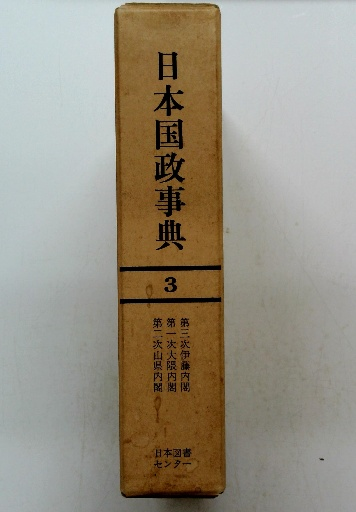 日本国政事典
3
第三次伊藤内閣
第一次大隈内閣
第二次山県内閣
日本図書
センター